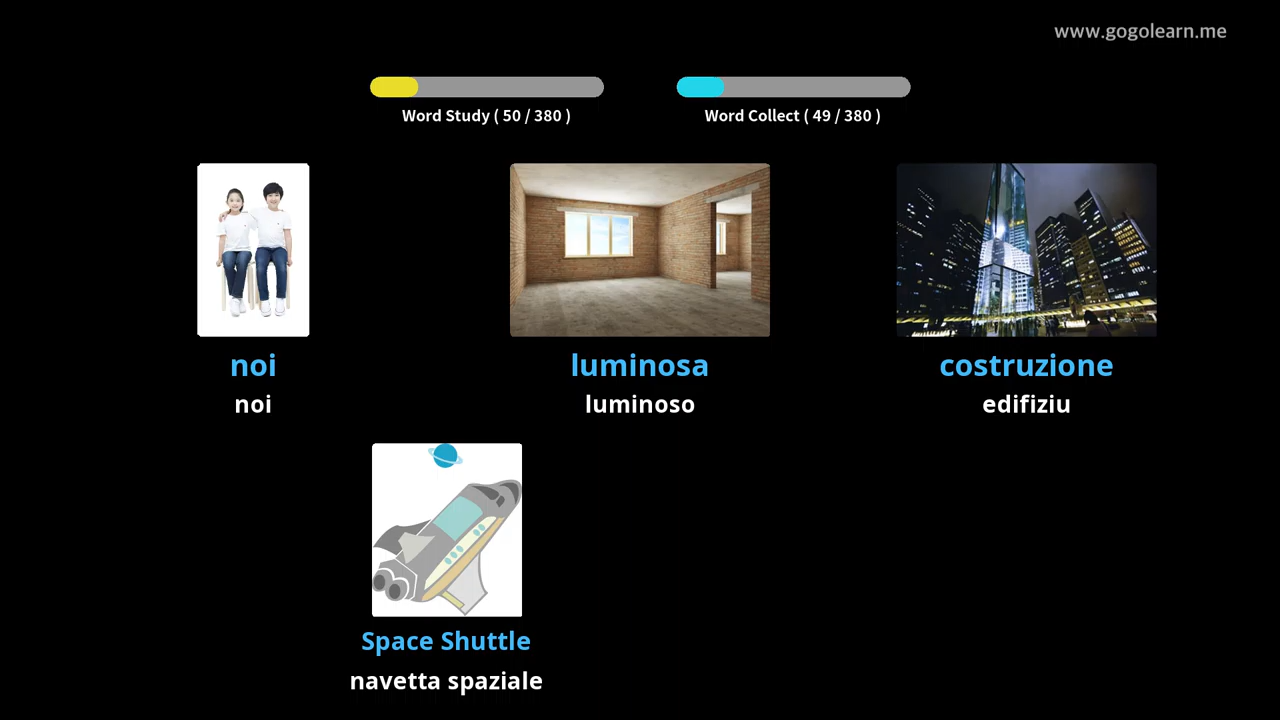 www.gogolearn.me
Word Study ( 50 / 380 )
Word Collect ( 49 / 380 )
noi
luminosa
costruzione
noi
luminoso
edifiziu
Space Shuttle
navetta spaziale